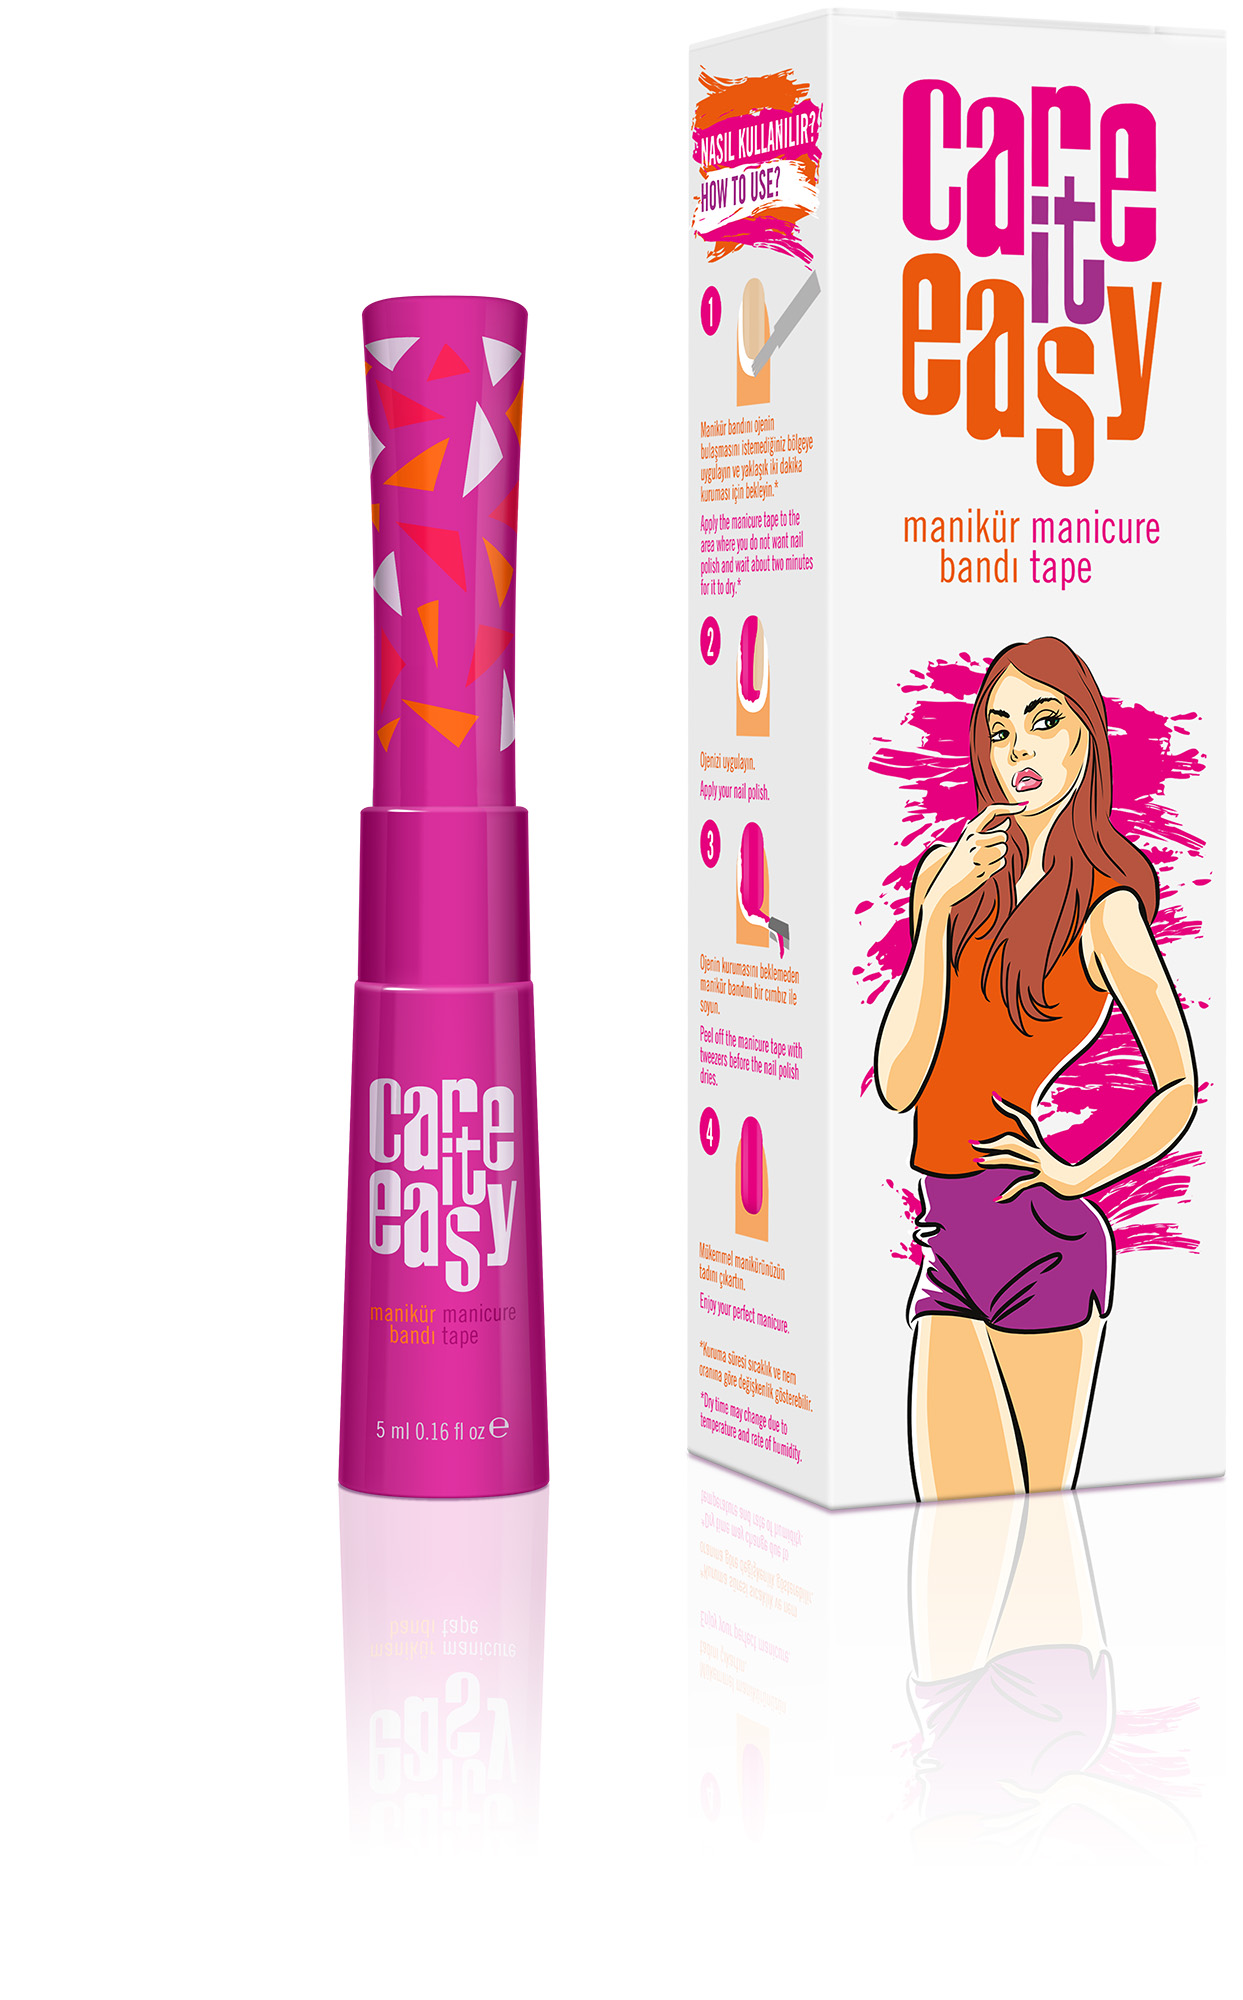 care
it
easy
manikür manicure
bandı tape
5 ml 0.16 fl oz ℮
NASIL KULLANILIR?
HOW TO USE?
1
Manikür bandını ojenin
bulaşmasını istemediğiniz bölgeye
uygulayın ve yaklaşık iki dakika
kuruması için bekleyin.*
Apply the manicure tape to the
area where you do not want nail
polish and wait about two minutes
for it to dry.*
2
Ojenizi uygulayın.
Apply your nail polish.
3
Ojenin kurumasını beklemeden
manikür bandını bir cımbız ile
soyun.
Peel off the manicure tape with
tweezers before the nail polish
dries.
4
Mükemmel manikürünüzün
tadını çıkartın.
Enjoy your perfect manicure.
*Kuruma süresi sıcaklık ve nem
oranına göre değişkenlik gösterebilir.
*Dry time may change due to
temperature and rate of humidity.
care
it
easy
manikür manicure
bandı tape